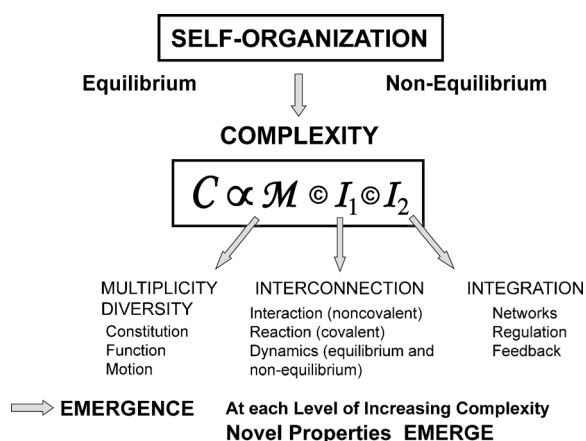 SELF-ORGANIZATION
Equilibrium Non-Equilibrium
COMPLEXITY
C ∝ M © I₁ © I₂
MULTIPLICITY
DIVERSITY
Constitution
Function
Motion
INTERCONNECTION
Interaction (noncovalent)
Reaction (covalent)
Dynamics (equilibrium and
non-equilibrium)
INTEGRATION
Networks
Regulation
Feedback
EMERGENCE At each Level of Increasing Complexity
Novel Properties EMERGE